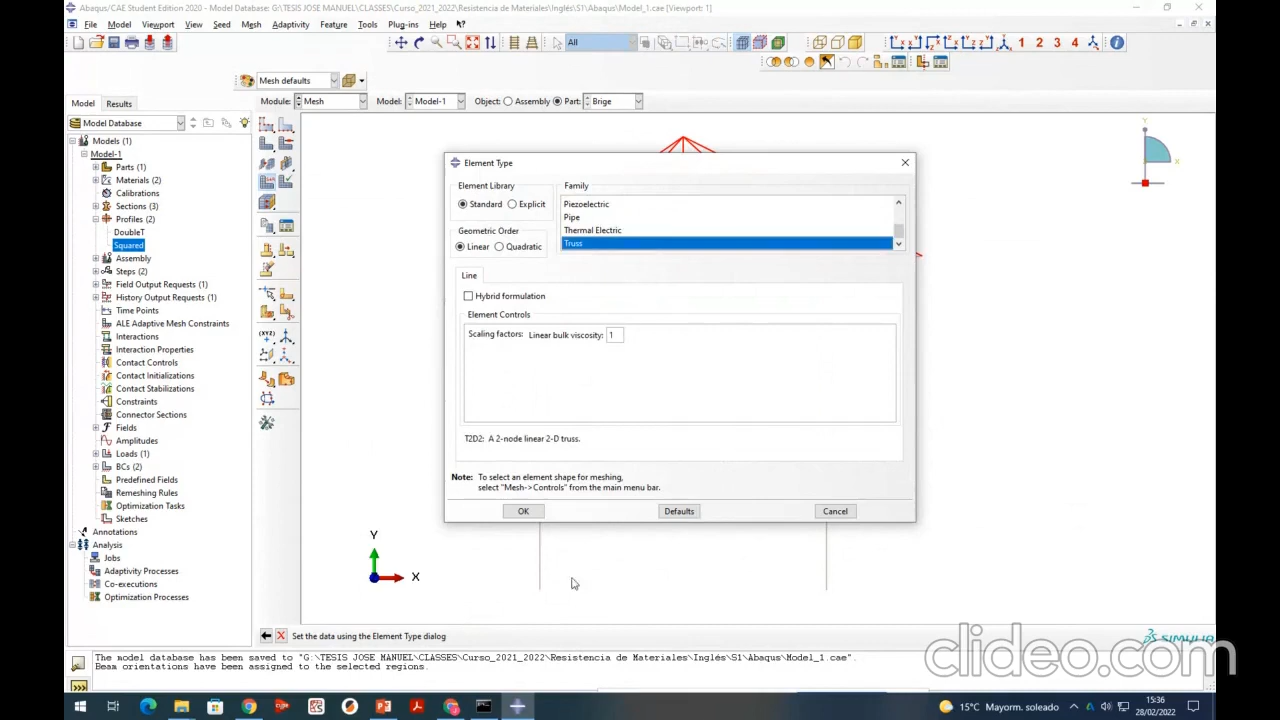 Abaqus/CAE Student Edition 2020 - Model Database: G:\TESIS JOSE MANUEL\CLASSES\Curso_2021_2022\Resistencia de Materiales\Inglés\S1\Abaqus\Model_1.cae [Viewport: 1]
File Model Viewport View Seed Mesh Adaptivity Feature Tools Plug-ins Help
All
1 2 3 4
Mesh defaults
Model Results
Module: Mesh Model: Model-1 Object: Assembly Part: Brige
Model Database
Models (1)
Model-1
Parts (1)
Materials (2)
Calibrations
Sections (3)
Profiles (2)
DoubleT
Squared
Assembly
Steps (2)
Field Output Requests (1)
History Output Requests (1)
Time Points
ALE Adaptive Mesh Constraints
Interactions
Interaction Properties
Contact Controls
Contact Initializations
Contact Stabilizations
Constraints
Connector Sections
Fields
Amplitudes
Loads (1)
BCs (2)
Predefined Fields
Remeshing Rules
Optimization Tasks
Sketches
Annotations
Analysis
Jobs
Adaptivity Processes
Co-executions
Optimization Processes
Element Type
Element Library
Standard Explicit
Geometric Order
Linear Quadratic
Family
Piezoelectric
Pipe
Thermal Electric
Truss
Line
Hybrid formulation
Element Controls
Scaling factors: Linear bulk viscosity: 1
T2D2: A 2-node linear 2-D truss.
Note: To select an element shape for meshing,
select "Mesh->Controls" from the main menu bar.
OK Defaults Cancel
Y
X
Y
X
Set the data using the Element Type dialog
The model database has been saved to "G:\TESIS JOSE MANUEL\CLASSES\Curso_2021_2022\Resistencia de Materiales\Inglés\S1\Abaqus\Model_1.cae".
Beam orientations have been assigned to the selected regions.
clideo.com
15°C Mayorm. soleado
15:36
28/02/2022